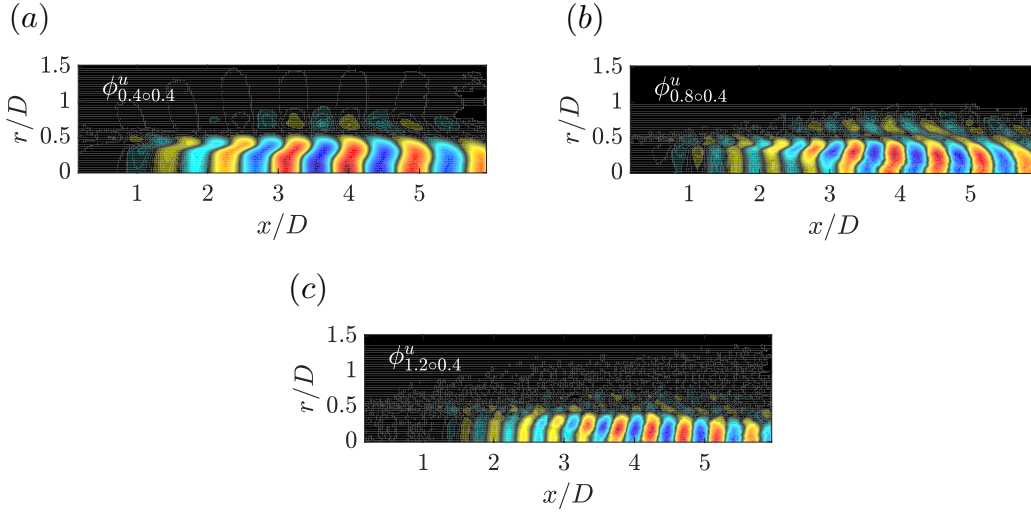 (a)
1.5
1
0.5
0
r/D
ϕ^u_{0.4∘0.4}
1 2 3 4 5
x/D
(b)
1.5
1
0.5
0
r/D
ϕ^u_{0.8∘0.4}
1 2 3 4 5
x/D
(c)
1.5
1
0.5
0
r/D
ϕ^u_{1.2∘0.4}
1 2 3 4 5
x/D